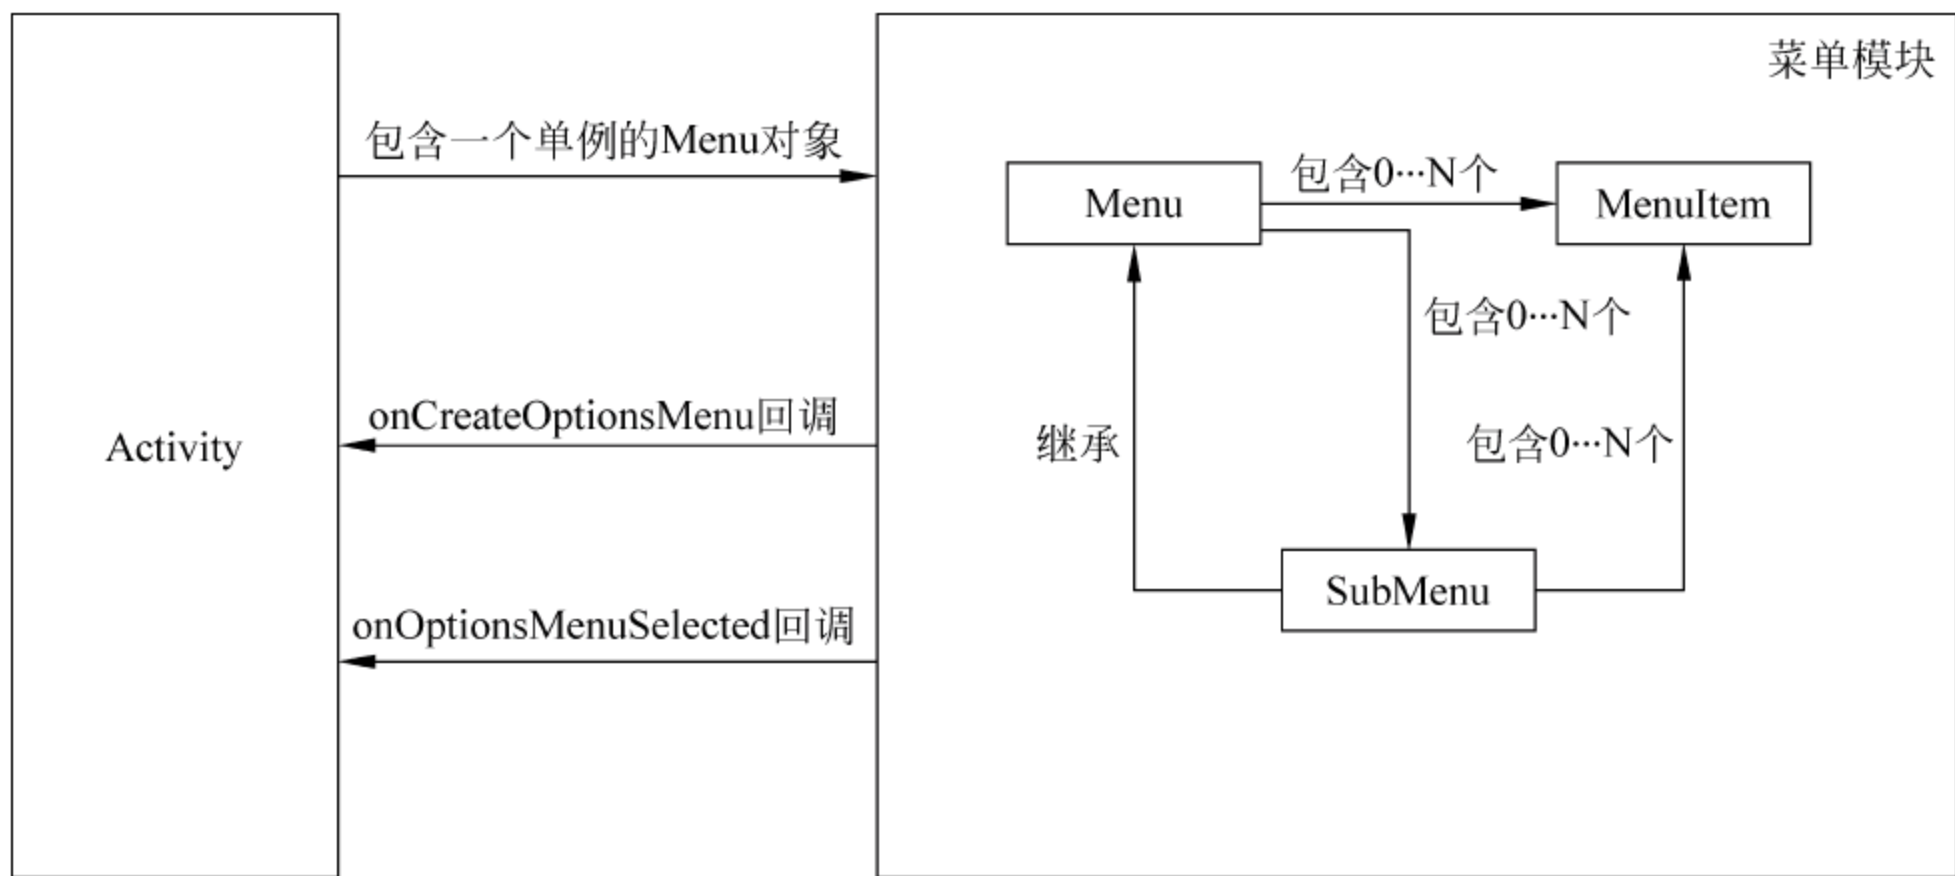 菜单模块
包含一个单例的Menu对象
Menu
包含0···N个
MenuItem
包含0···N个
onCreateOptionsMenu回调
Activity
继承
包含0···N个
SubMenu
onOptionsMenuSelected回调